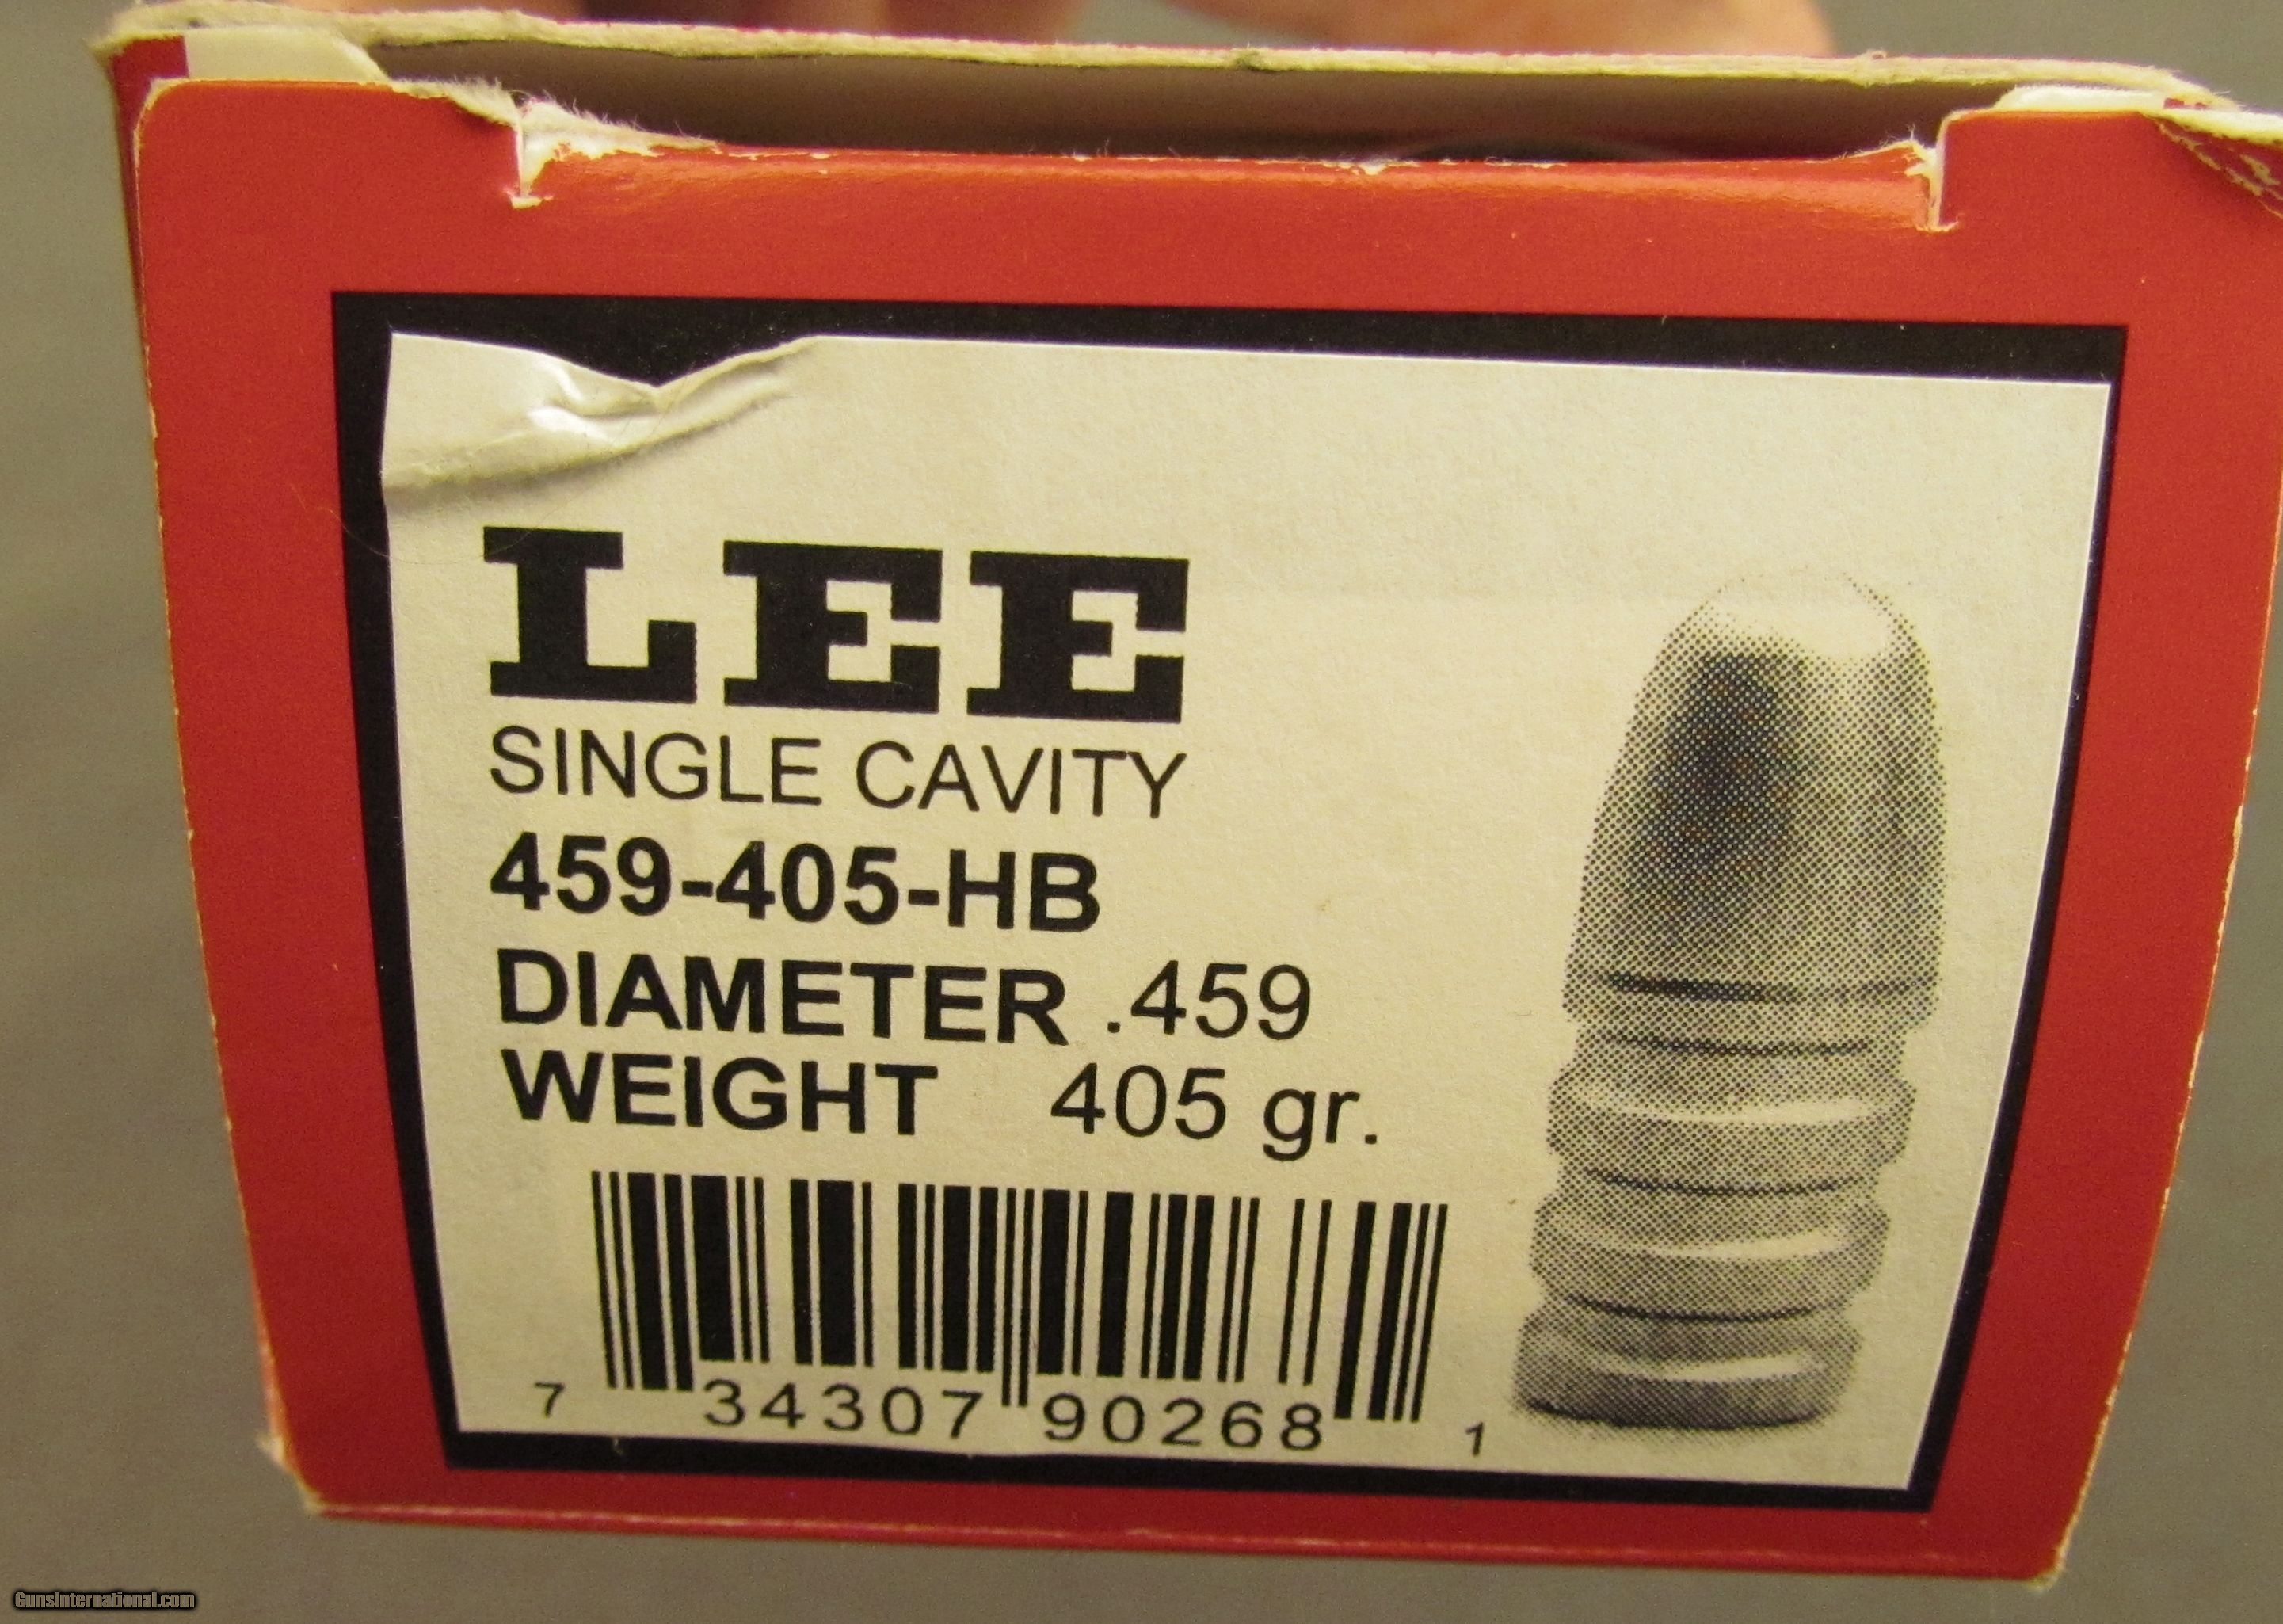 LEE
SINGLE CAVITY
459-405-HB
DIAMETER .459
WEIGHT 405 gr.
7 34307 90268 1
GunsInternational.com